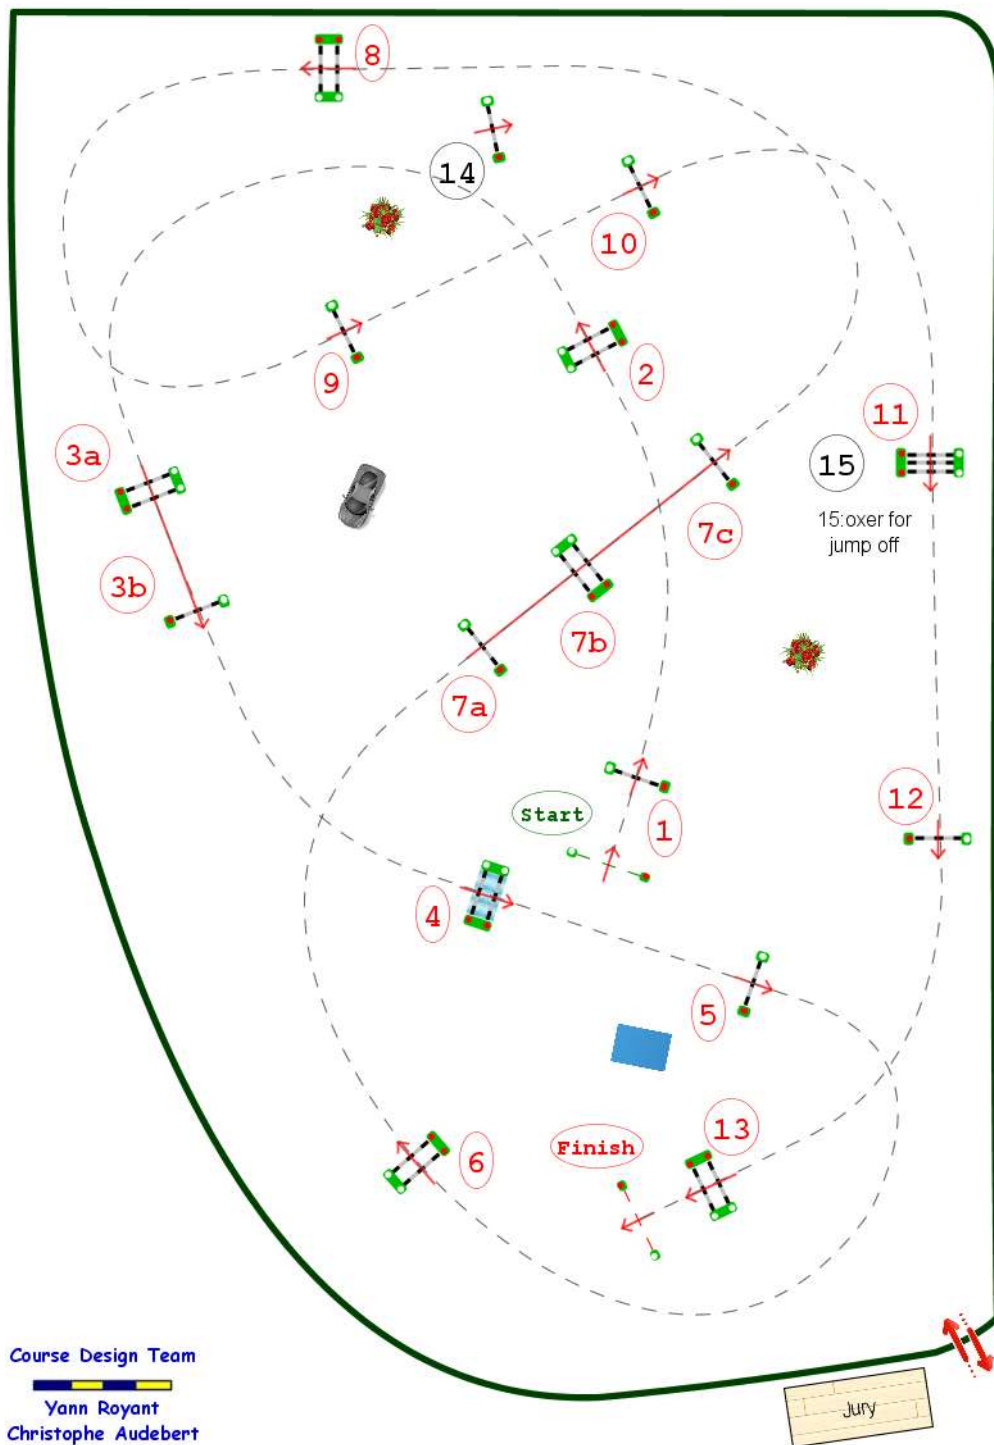 8
14
10
9
2
3a
11
15
15:oxer for
jump off
7c
3b
7b
7a
Start
1
12
4
5
13
Finish
6
Course Design Team
Yann Royant
Christophe Audebert
Jury